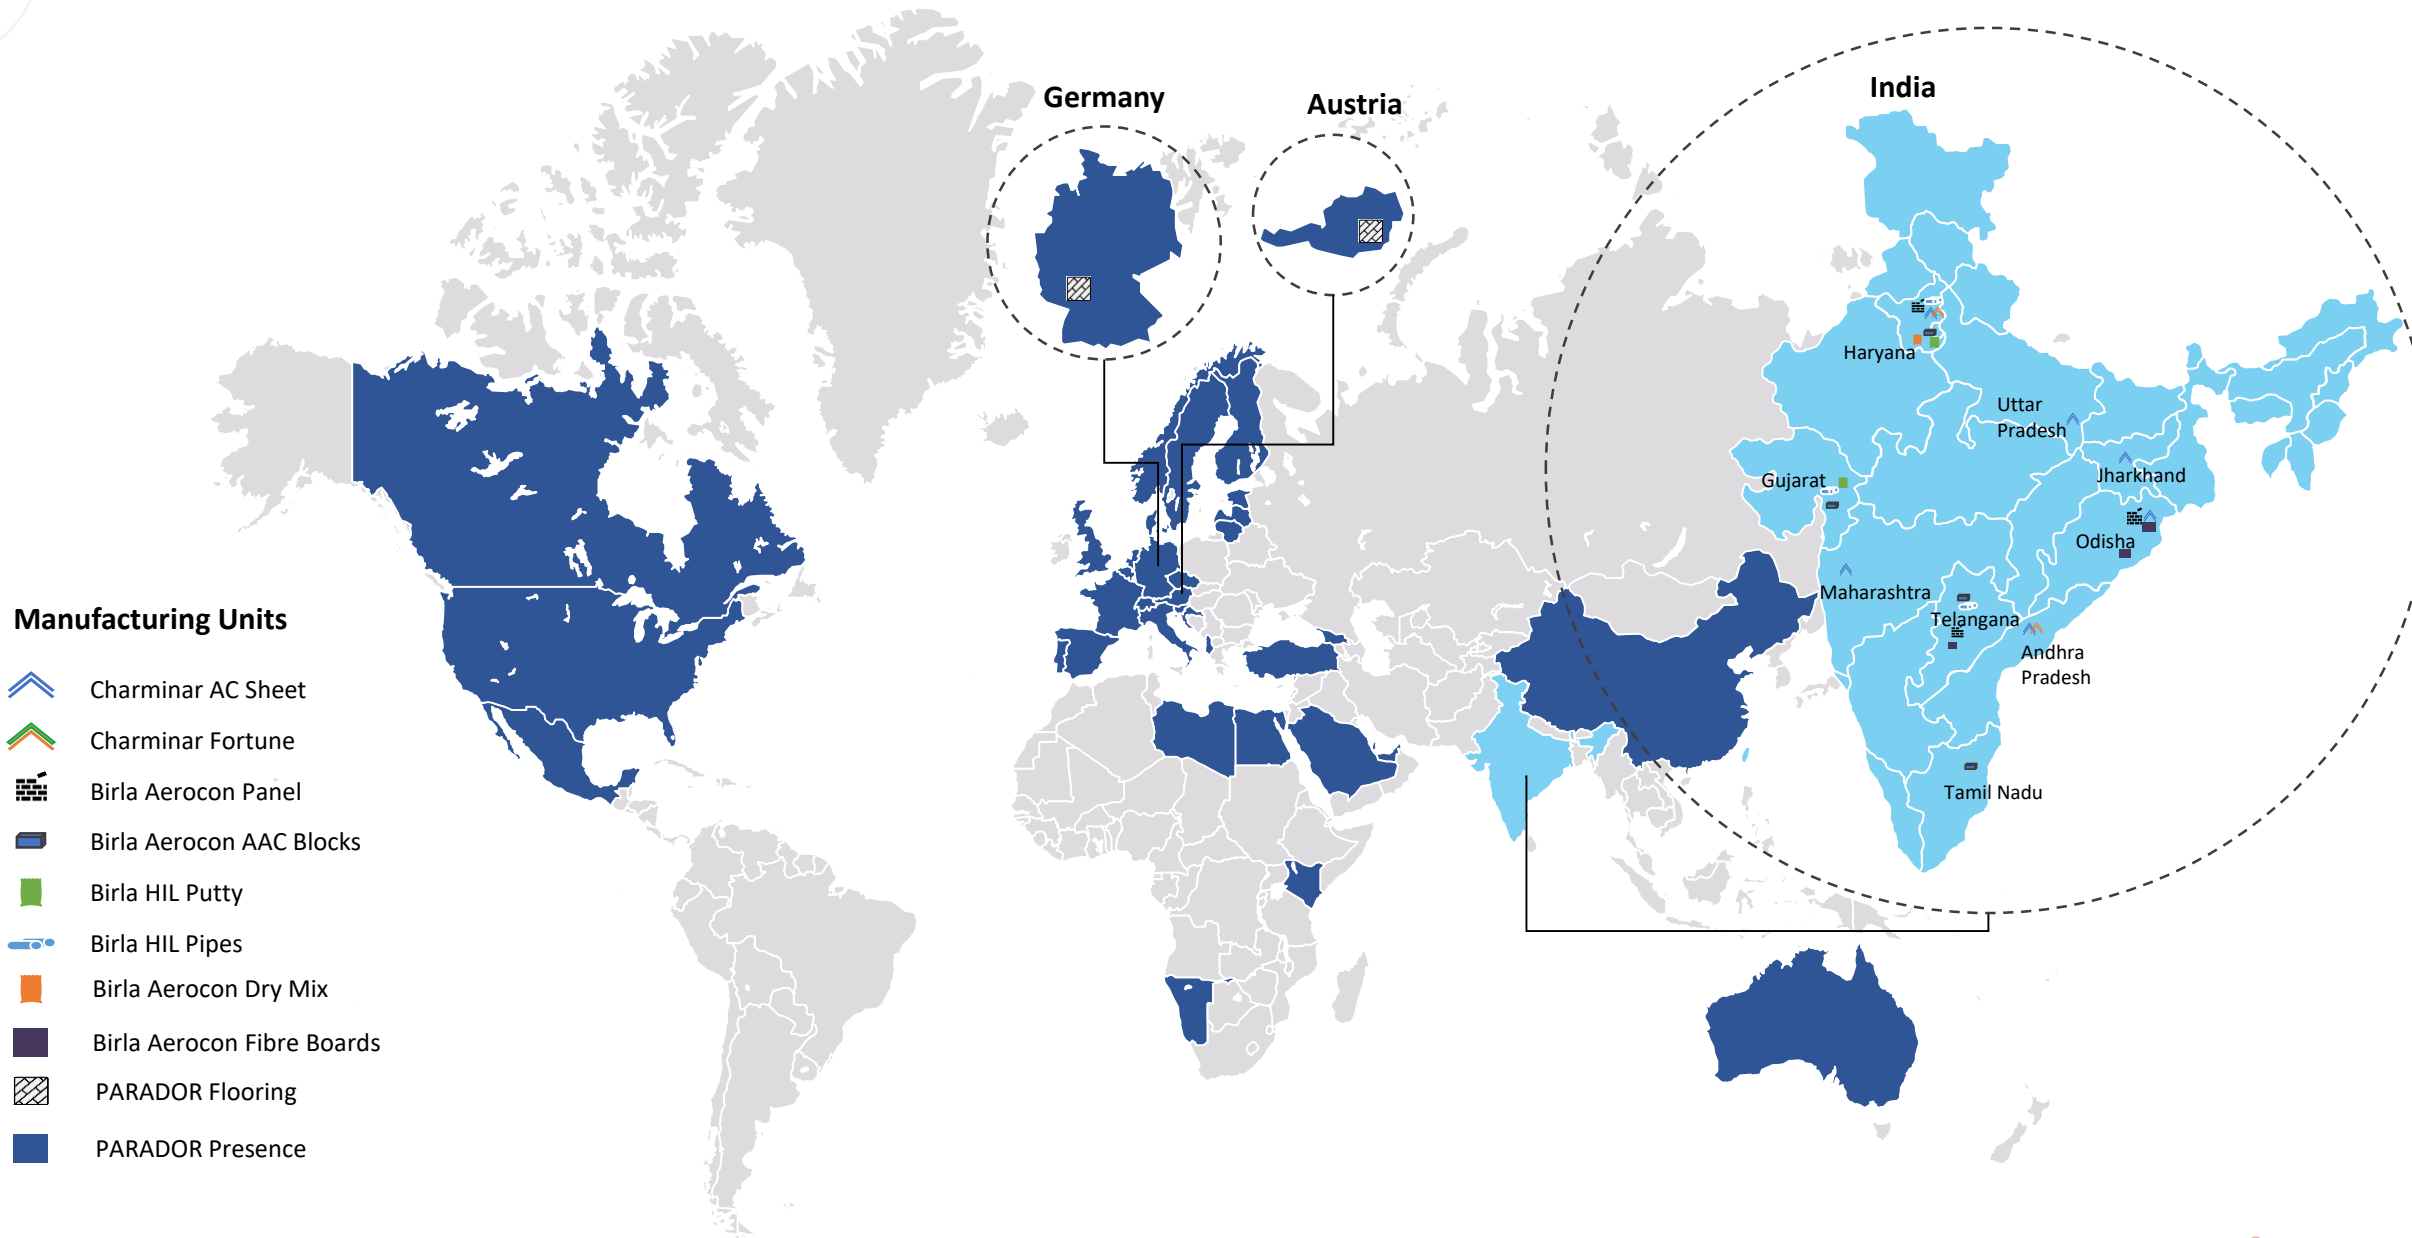 Germany
Austria
India
Haryana
Uttar
Pradesh
Gujarat
Jharkhand
Odisha
Maharashtra
Telangana
Andhra
Pradesh
Tamil Nadu
Manufacturing Units
Charminar AC Sheet
Charminar Fortune
Birla Aerocon Panel
Birla Aerocon AAC Blocks
Birla HIL Putty
Birla HIL Pipes
Birla Aerocon Dry Mix
Birla Aerocon Fibre Boards
PARADOR Flooring
PARADOR Presence